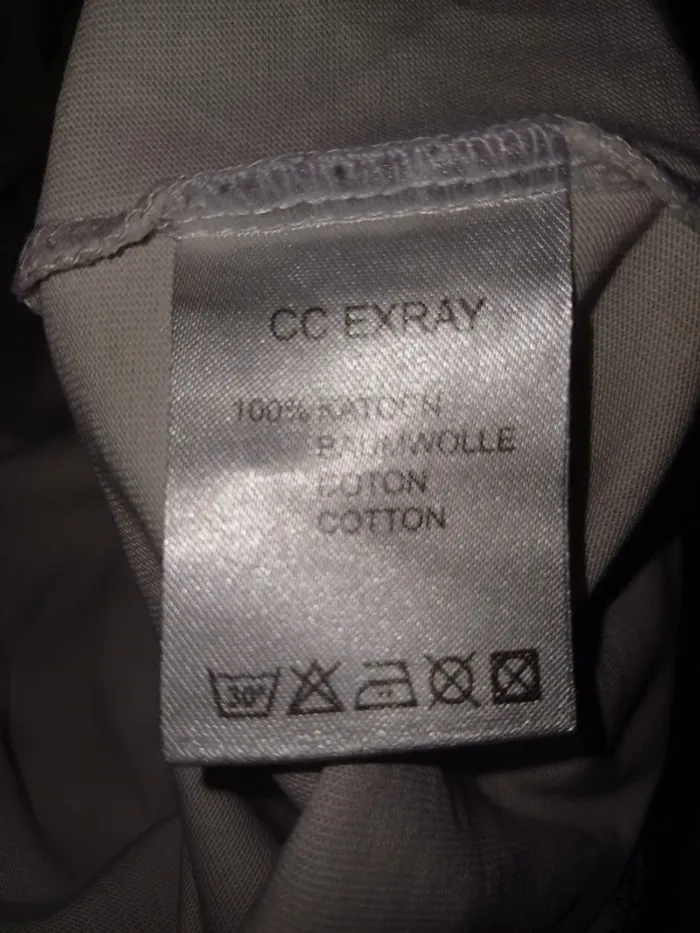 CC EXRAY
100% KATOEN
BAUMWOLLE
COTON
COTTON
30°